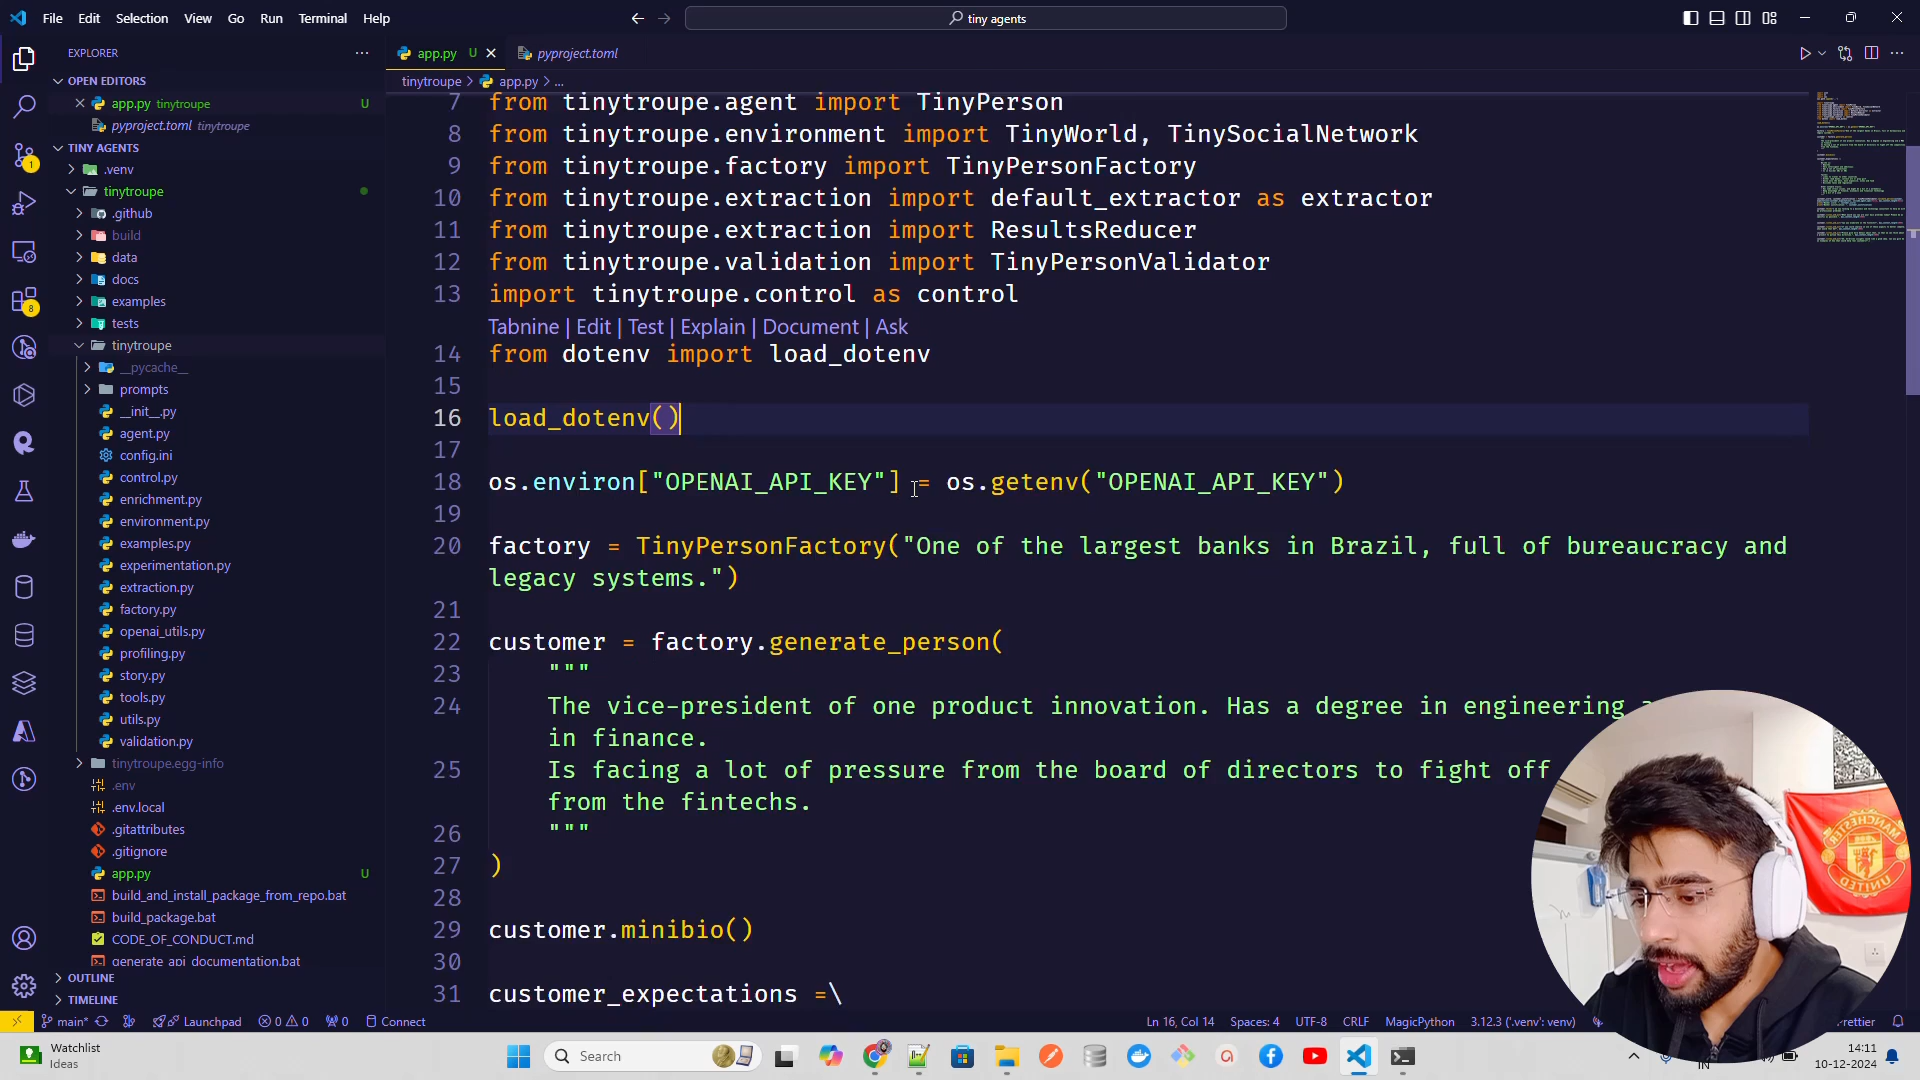 File Edit Selection View Go Run Terminal Help
tiny agents
EXPLORER
OPEN EDITORS
app.py tinytroupe U
pyproject.toml tinytroupe
TINY AGENTS
.venv
tinytroupe
.github
build
data
docs
examples
tests
tinytroupe
__pycache__
prompts
__init__.py
agent.py
config.ini
control.py
enrichment.py
environment.py
examples.py
experimentation.py
extraction.py
factory.py
openai_utils.py
profiling.py
story.py
tools.py
utils.py
validation.py
tinytroupe.egg-info
.env
.env.local
.gitattributes
.gitignore
app.py U
build_and_install_package_from_repo.bat
build_package.bat
CODE_OF_CONDUCT.md
generate_api_documentation.bat
OUTLINE
TIMELINE
1
8
app.py U
pyproject.toml
tinytroupe > app.py > ...
7 from tinytroupe.agent import TinyPerson
8 from tinytroupe.environment import TinyWorld, TinySocialNetwork
9 from tinytroupe.factory import TinyPersonFactory
10 from tinytroupe.extraction import default_extractor as extractor
11 from tinytroupe.extraction import ResultsReducer
12 from tinytroupe.validation import TinyPersonValidator
13 import tinytroupe.control as control
Tabnine | Edit | Test | Explain | Document | Ask
14 from dotenv import load_dotenv
15
16 load_dotenv()
17
18 os.environ["OPENAI_API_KEY"] = os.getenv("OPENAI_API_KEY")
19
20 factory = TinyPersonFactory("One of the largest banks in Brazil, full of bureaucracy and
legacy systems.")
21
22 customer = factory.generate_person(
23 """
24 The vice-president of one product innovation. Has a degree in engineering
in finance.
25 Is facing a lot of pressure from the board of directors to fight off
from the fintechs.
26 """
27 )
28
29 customer.minibio()
30
31 customer_expectations =\
MANCHESTER
UNITED
main* Launchpad 0 0 0 Connect
Ln 16, Col 14 Spaces: 4 UTF-8 CRLF MagicPython 3.12.3 ('.venv': venv)
Watchlist
Ideas
Search
14:11
10-12-2024